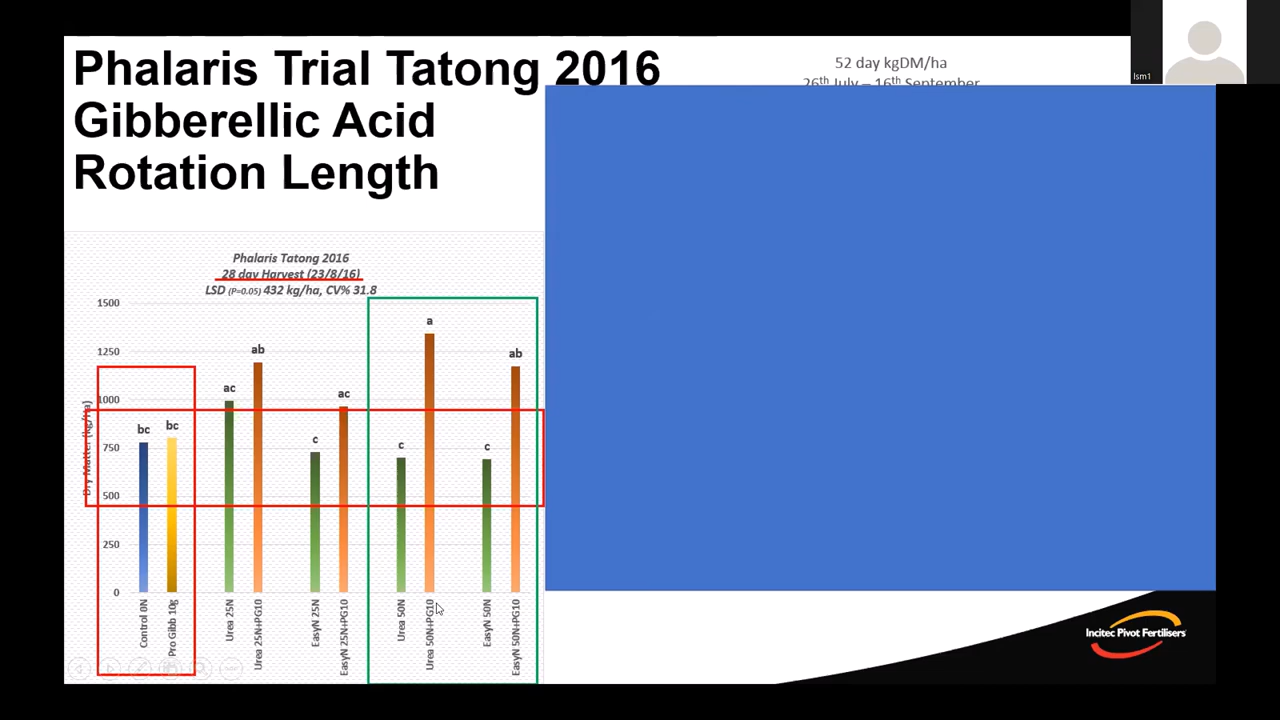 Phalaris Trial Tatong 2016
Gibberellic Acid
Rotation Length
52 day kgDM/ha
26th July – 16th September
lsm1
Phalaris Tatong 2016
28 day Harvest (23/8/16)
LSD (P=0.05) 432 kg/ha, CV% 31.8
Dry Matter (kg/ha)
1500
1250
1000
750
500
250
0
bc
bc
ac
ab
c
ac
c
a
c
ab
Control 0N
Pro Gibb 10g
Urea 25N
Urea 25N+PG10
EasyN 25N
EasyN 25N+PG10
Urea 50N
Urea 50N+PG10
EasyN 50N
EasyN 50N+PG10
Incitec Pivot Fertilisers